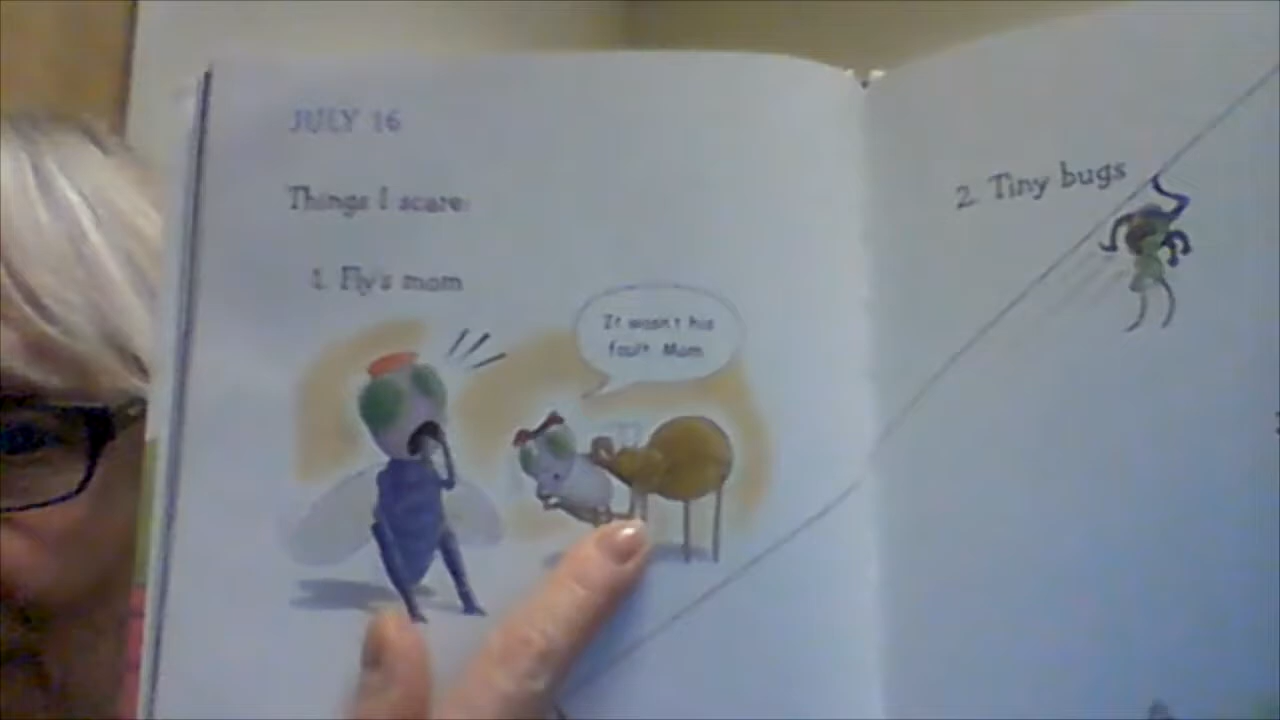 JULY 16
Things I scare:
1. Fly's mom
It wasn't his
fault Mom
2. Tiny bugs